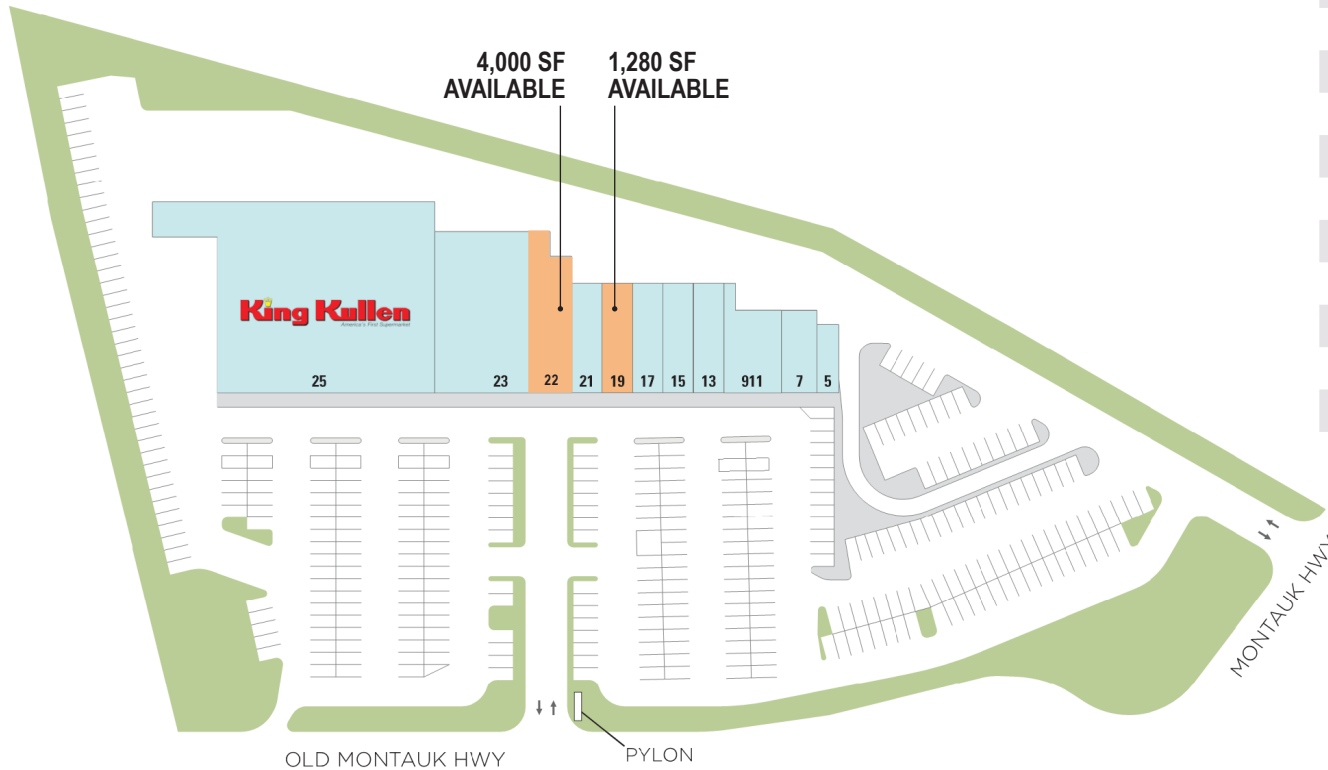 4,000 SF
AVAILABLE
1,280 SF
AVAILABLE
King Kullen
America's First Supermarket
25
23
22
21
19
17
15
13
911
7
5
MONTAUK HWY
OLD MONTAUK HWY
PYLON